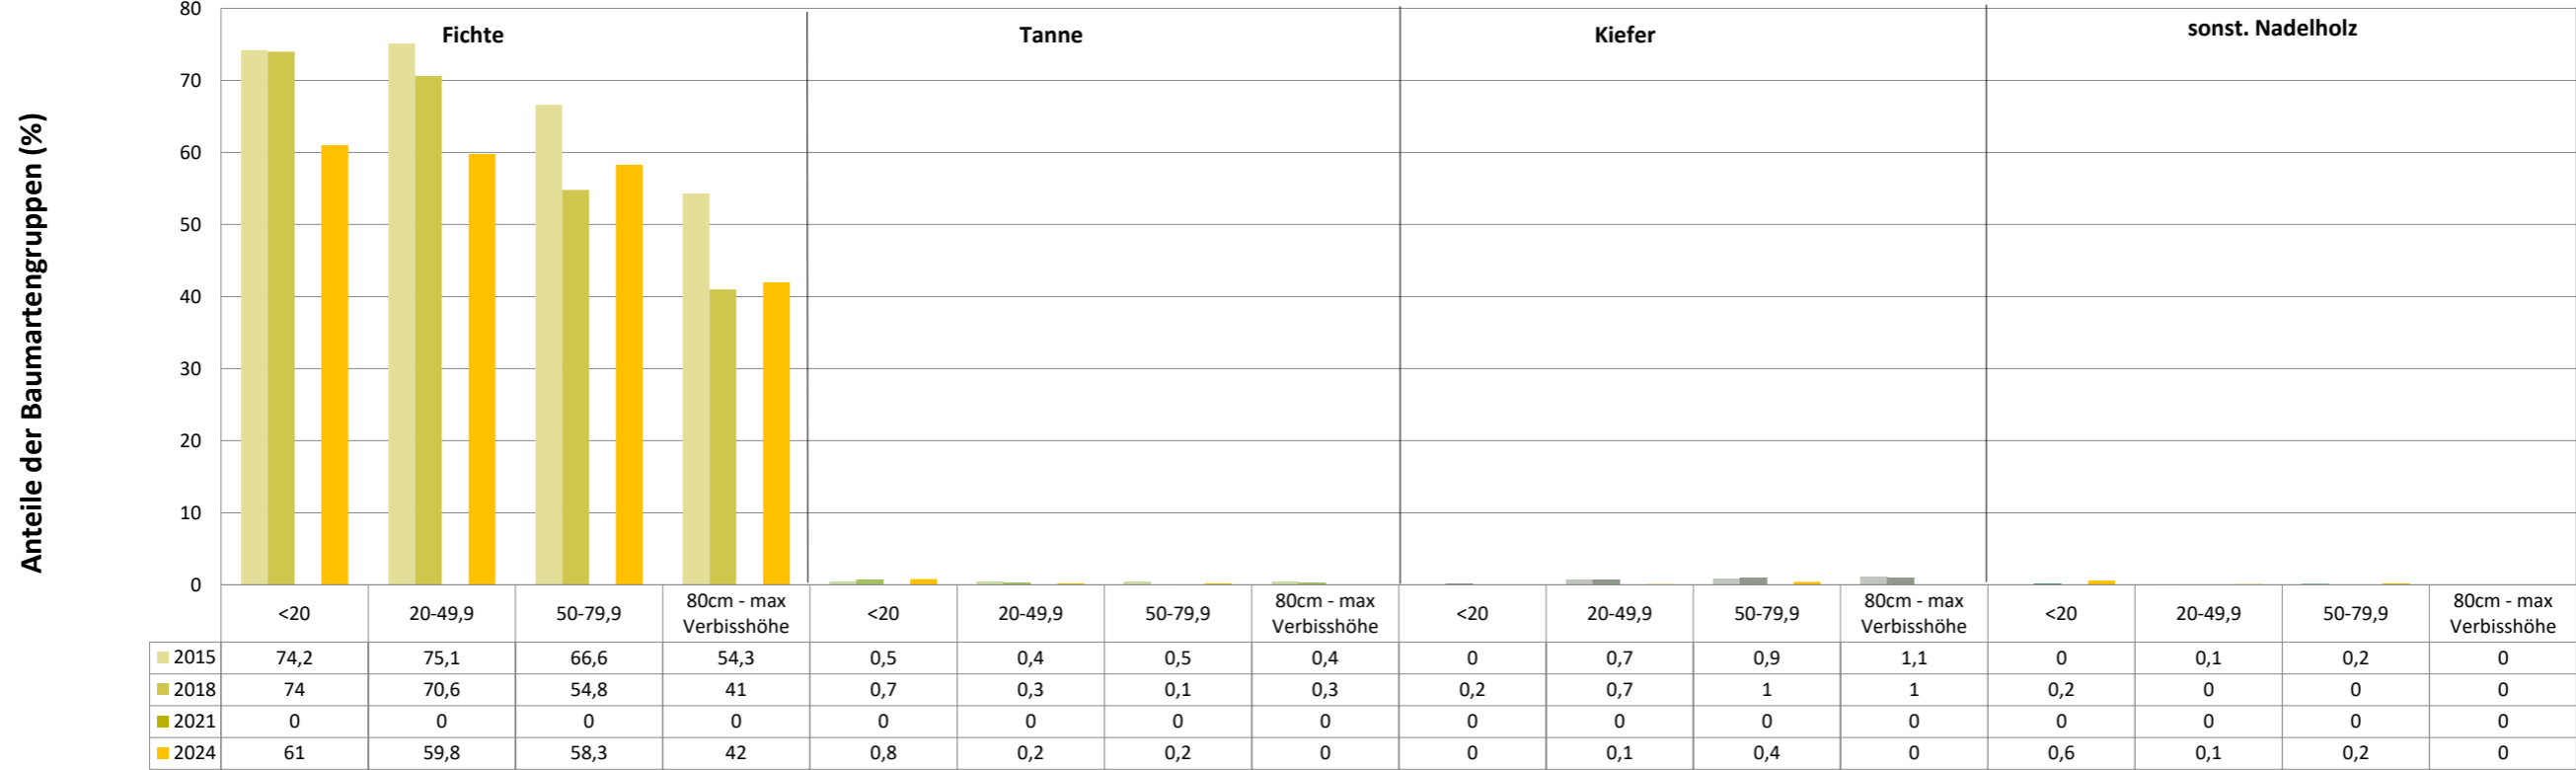 Anteile der Baumartengruppen (%)
80
70
60
50
40
30
20
10
0
Fichte Tanne Kiefer sonst. Nadelholz
<20 20-49,9 50-79,9 80cm - max Verbisshöhe <20 20-49,9 50-79,9 80cm - max Verbisshöhe <20 20-49,9 50-79,9 80cm - max Verbisshöhe <20 20-49,9 50-79,9 80cm - max Verbisshöhe
2015 74,2 75,1 66,6 54,3 0,5 0,4 0,5 0,4 0 0,7 0,9 1,1 0 0,1 0,2 0
2018 74 70,6 54,8 41 0,7 0,3 0,1 0,3 0,2 0,7 1 1 0,2 0 0 0
2021 0 0 0 0 0 0 0 0 0 0 0 0 0 0 0 0
2024 61 59,8 58,3 42 0,8 0,2 0,2 0 0 0,1 0,4 0 0,6 0,1 0,2 0